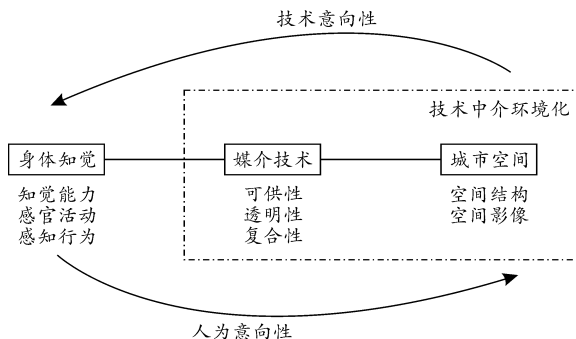 技术意向性
技术中介环境化
身体知觉
媒介技术
城市空间
知觉能力
感官活动
感知行为
可供性
透明性
复合性
空间结构
空间影像
人为意向性